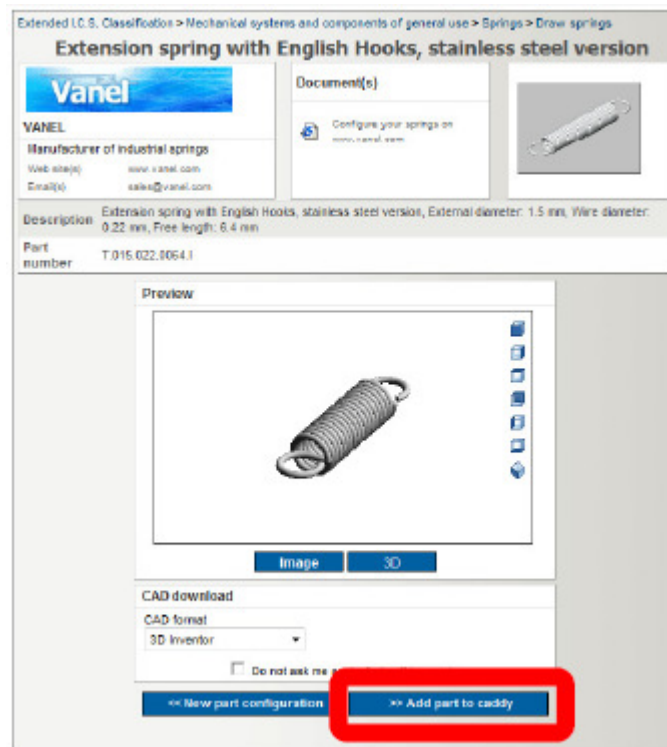 Extended I.C.S. Classification > Mechanical systems and components of general use > Springs > Draw springs
Extension spring with English Hooks, stainless steel version
Vanel
VANEL
Manufacturer of industrial springs
Web site(s) www.vanel.com
Email(s) sales@vanel.com
Document(s)
Configure your springs on
www.vanel.com
Description Extension spring with English Hooks, stainless steel version, External diameter: 1.5 mm, Wire diameter:
0.22 mm, Free length: 6.4 mm
Part
number T.015.022.0064.I
Preview
Image 3D
CAD download
CAD format
3D Inventor
Do not ask me
<< New part configuration >> Add part to caddy